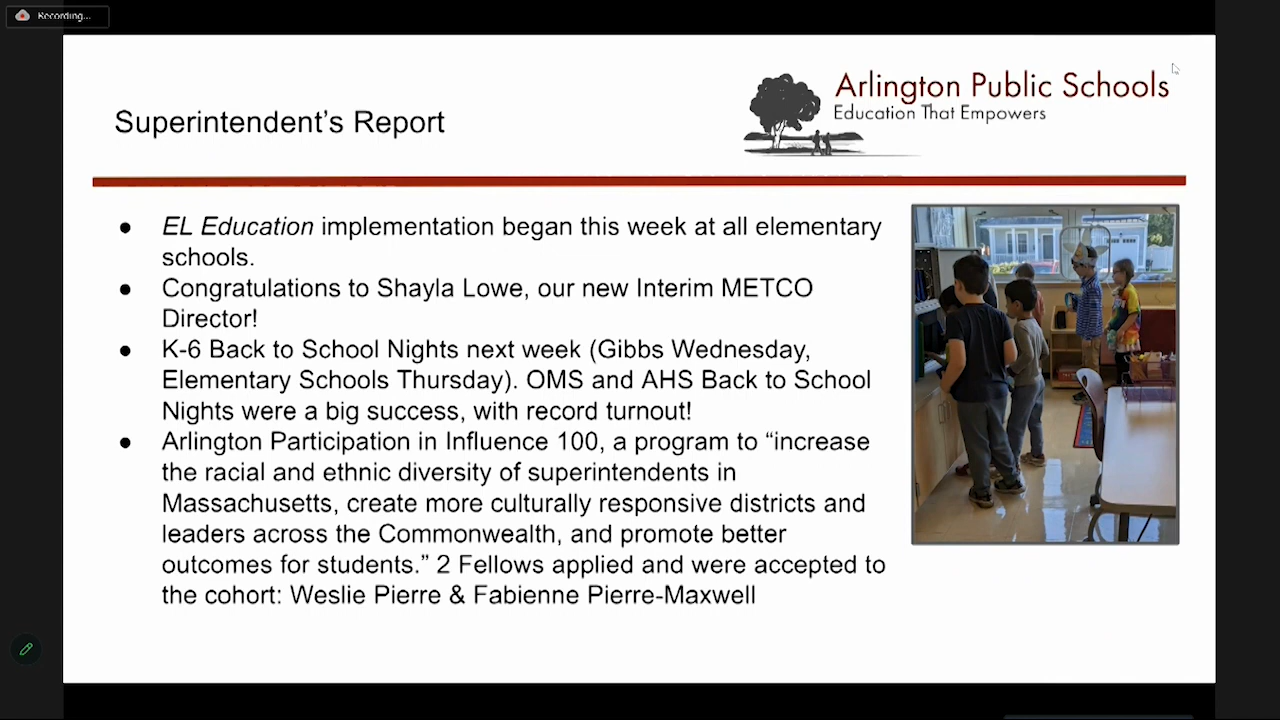 Recording...
Arlington Public Schools
Education That Empowers
Superintendent's Report
● EL Education implementation began this week at all elementary
schools.
● Congratulations to Shayla Lowe, our new Interim METCO
Director!
● K-6 Back to School Nights next week (Gibbs Wednesday,
Elementary Schools Thursday). OMS and AHS Back to School
Nights were a big success, with record turnout!
● Arlington Participation in Influence 100, a program to “increase
the racial and ethnic diversity of superintendents in
Massachusetts, create more culturally responsive districts and
leaders across the Commonwealth, and promote better
outcomes for students.” 2 Fellows applied and were accepted to
the cohort: Weslie Pierre & Fabienne Pierre-Maxwell